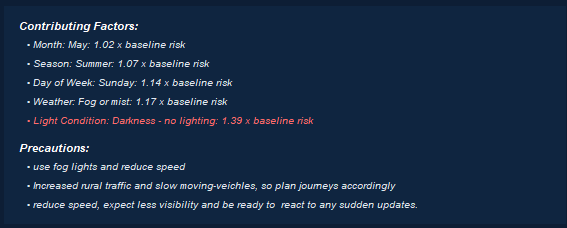 Contributing Factors:
• Month: May: 1.02 x baseline risk
• Season: Summer: 1.07 x baseline risk
• Day of Week: Sunday: 1.14 x baseline risk
• Weather: Fog or mist: 1.17 x baseline risk
• Light Condition: Darkness - no lighting: 1.39 x baseline risk
Precautions:
• use fog lights and reduce speed
• Increased rural traffic and slow moving-veichles, so plan journeys accordingly
• reduce speed, expect less visibility and be ready to  react to any sudden updates.